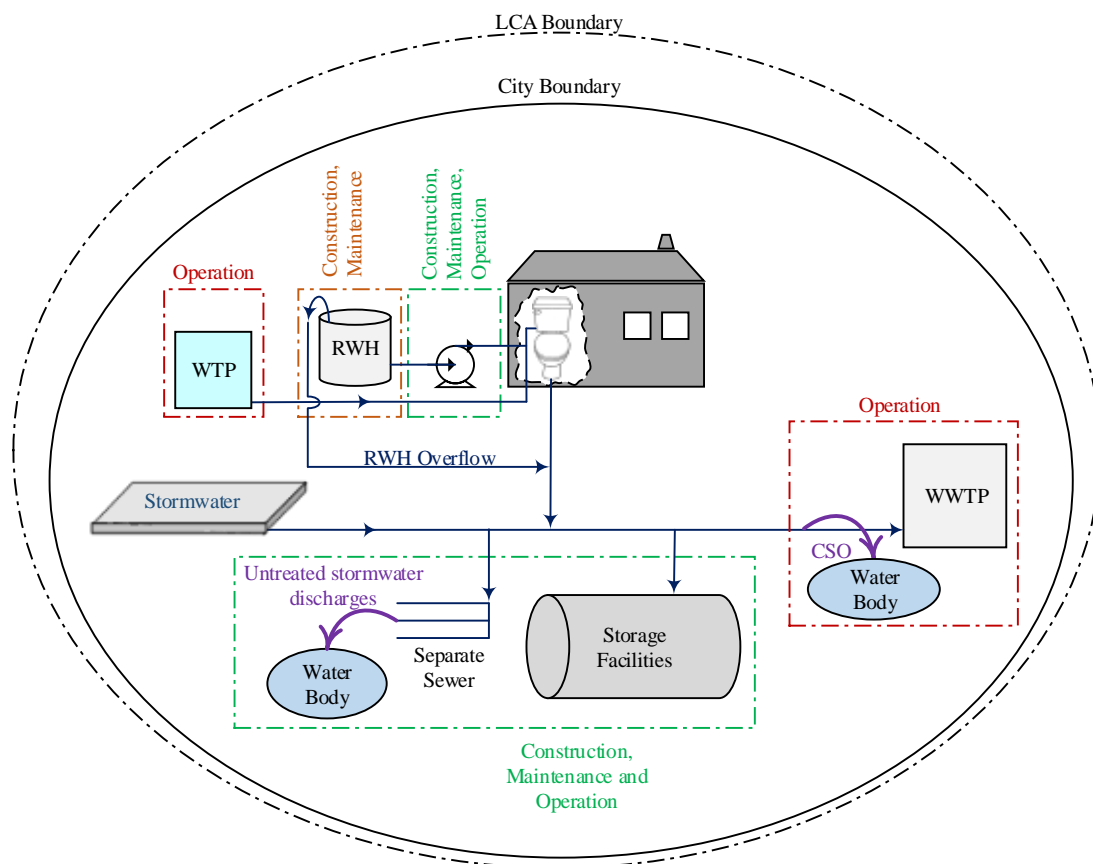 LCA Boundary
City Boundary
Construction,
Maintenance
Construction,
Maintenance,
Operation
Operation
WTP
RWH
RWH Overflow
Stormwater
Operation
WWTP
CSO
Water
Body
Untreated stormwater
discharges
Separate
Sewer
Water
Body
Storage
Facilities
Construction,
Maintenance and
Operation